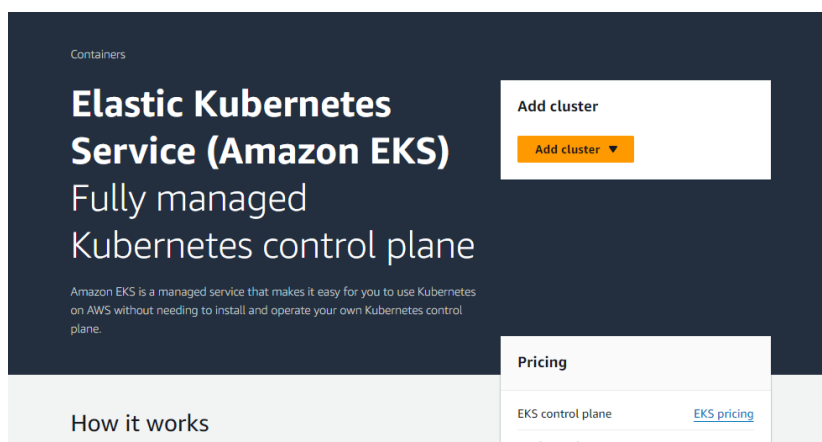 Containers
Elastic Kubernetes
Service (Amazon EKS)
Fully managed
Kubernetes control plane
Amazon EKS is a managed service that makes it easy for you to use Kubernetes
on AWS without needing to install and operate your own Kubernetes control
plane.
Add cluster
Add cluster ▼
Pricing
EKS control plane EKS pricing
How it works